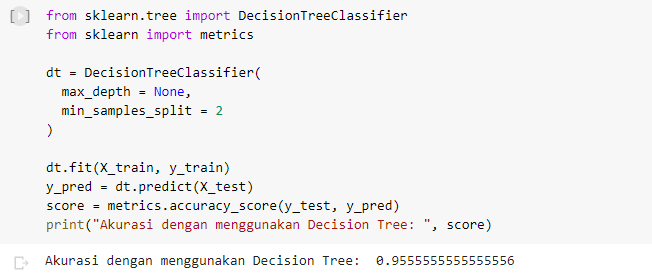 from sklearn.tree import DecisionTreeClassifier
from sklearn import metrics
dt = DecisionTreeClassifier(
  max_depth = None,
  min_samples_split = 2
)
dt.fit(X_train, y_train)
y_pred = dt.predict(X_test)
score = metrics.accuracy_score(y_test, y_pred)
print("Akurasi dengan menggunakan Decision Tree: ", score)
Akurasi dengan menggunakan Decision Tree:  0.9555555555555556